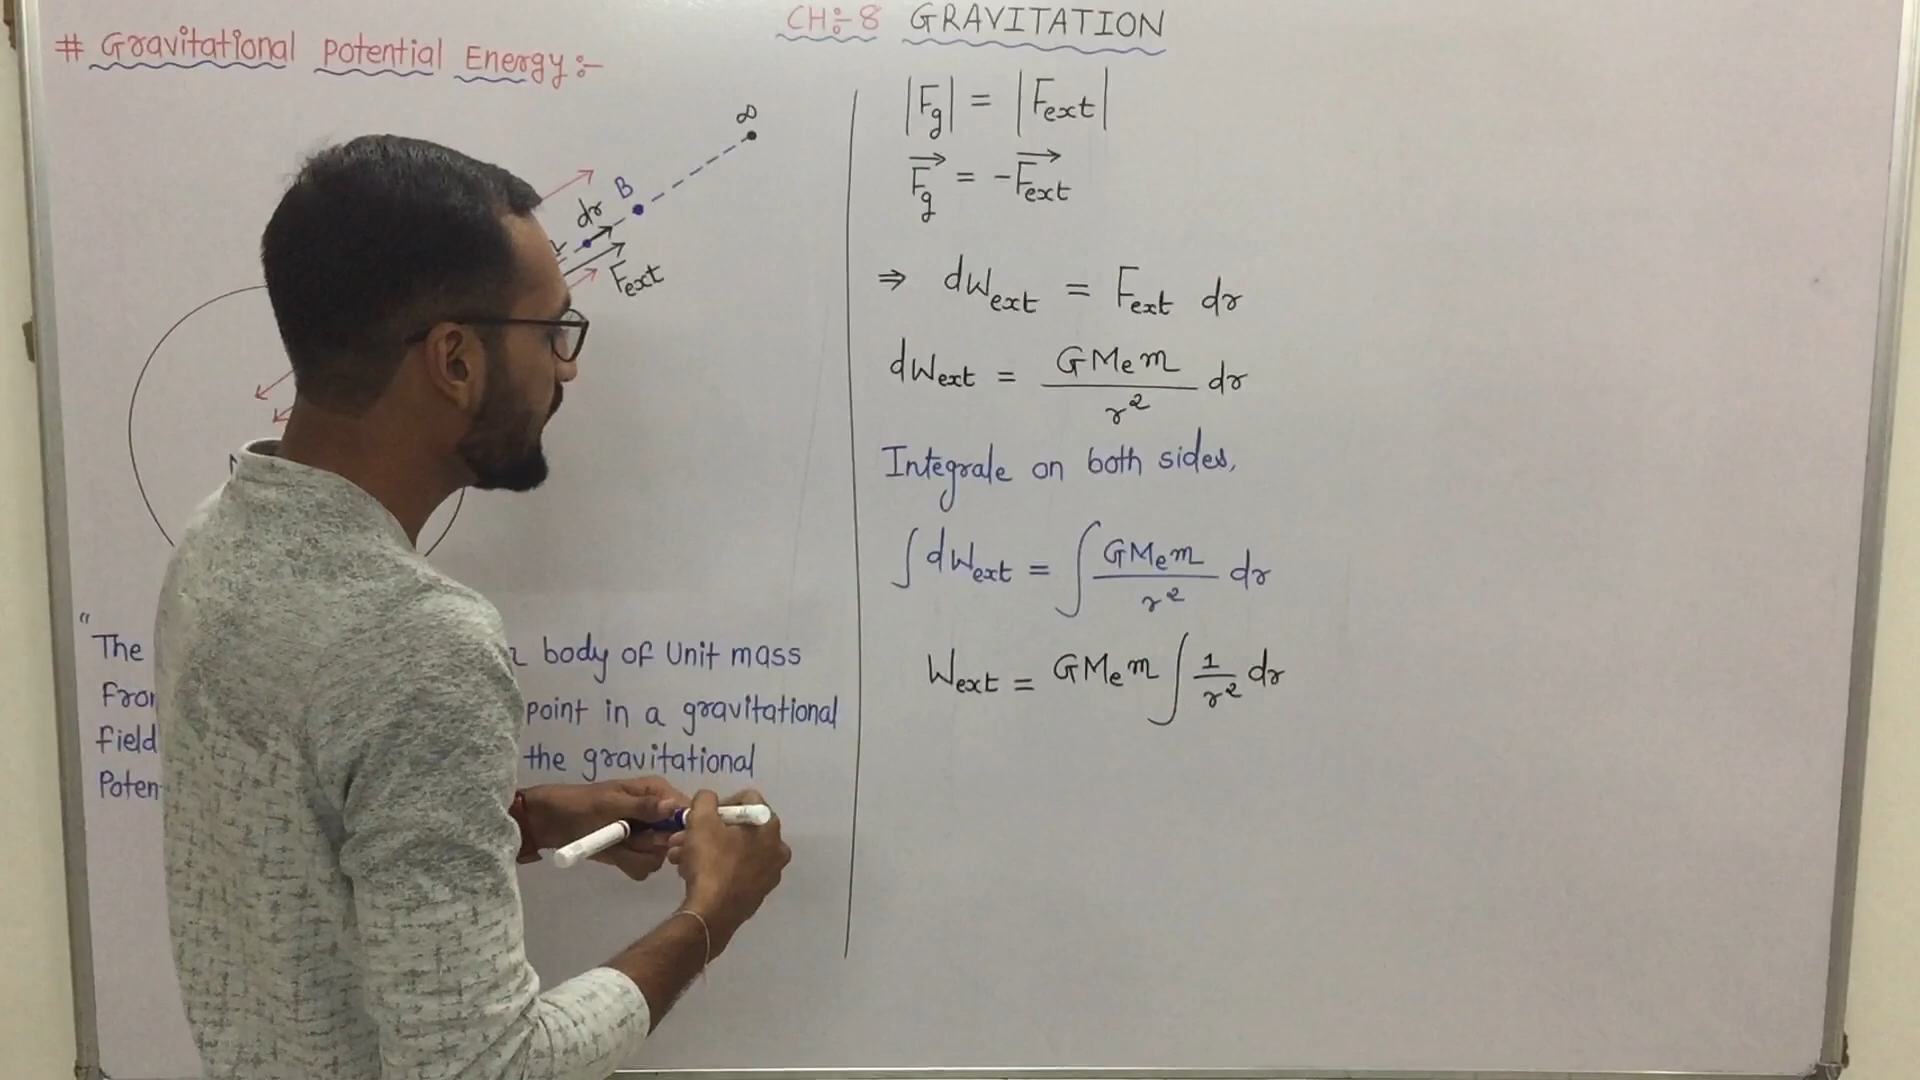 CH:- 8 GRAVITATION
# Gravitational Potential Energy :-
∞
B
dr
Fext
"The body of Unit mass
point in a gravitational
field the gravitational
|Fg| = |Fext|
→Fg = -→Fext
⇒ dWext = Fext dr
dWext = GMem/r² dr
Integrale on both sides,
∫dWext = ∫GMem/r² dr
Wext = GMem ∫1/r² dr